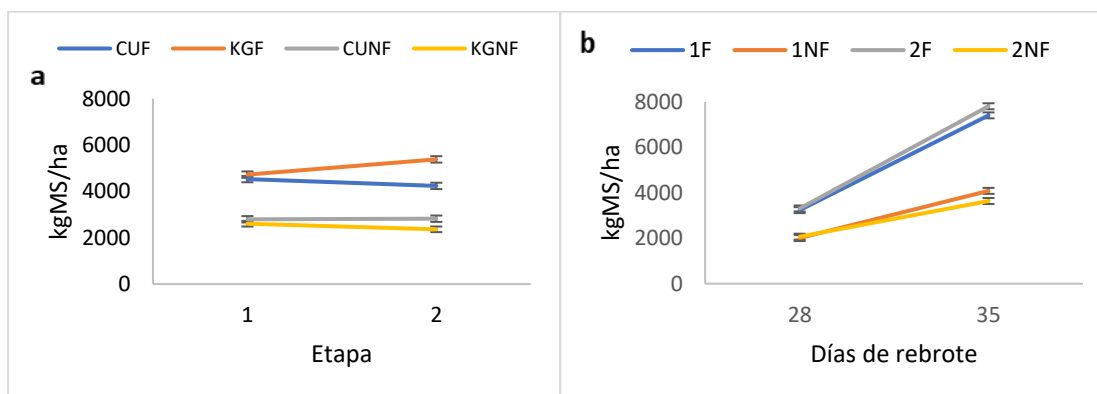 CUF KGF CUNF KGNF
a
8000
6000
4000
2000
0
kgMS/ha
1 2
Etapa
b
1F 1NF 2F 2NF
8000
6000
4000
2000
0
kgMS/ha
28 35
Días de rebrote